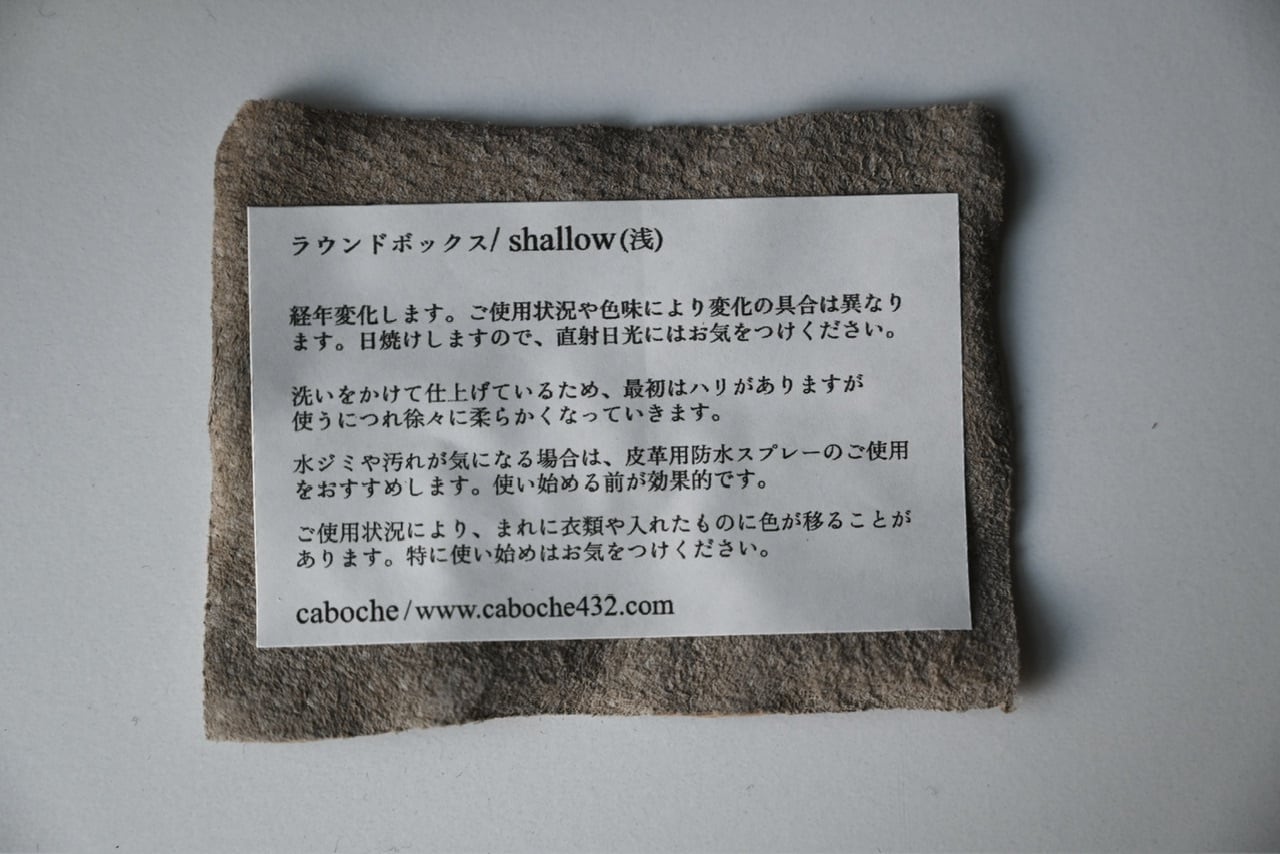 ラウンドボックス/ shallow(浅)
経年変化します。ご使用状況や色味により変化の具合は異なり
ます。日焼けしますので、直射日光にはお気をつけください。
洗いをかけて仕上げているため、最初はハリがありますが
使うにつれ徐々に柔らかくなっていきます。
水ジミや汚れが気になる場合は、皮革用防水スプレーのご使用
をおすすめします。使い始める前が効果的です。
ご使用状況により、まれに衣類や入れたものに色が移ることが
あります。特に使い始めはお気をつけください。
caboche/www.caboche432.com